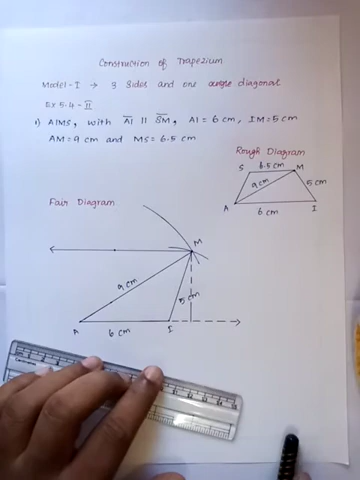 Construction of Trapezium
Model-I → 3 Sides and one diagonal
Ex 5.4 - II
1) AIMS, with AI || SM, AI = 6 cm, IM = 5 cm
AM = 9 cm and MS = 6.5 cm
Rough Diagram
S 6.5 cm M
9 cm 5 cm
A 6 cm I
Fair Diagram
M
9 cm
5 cm
A 6 cm I